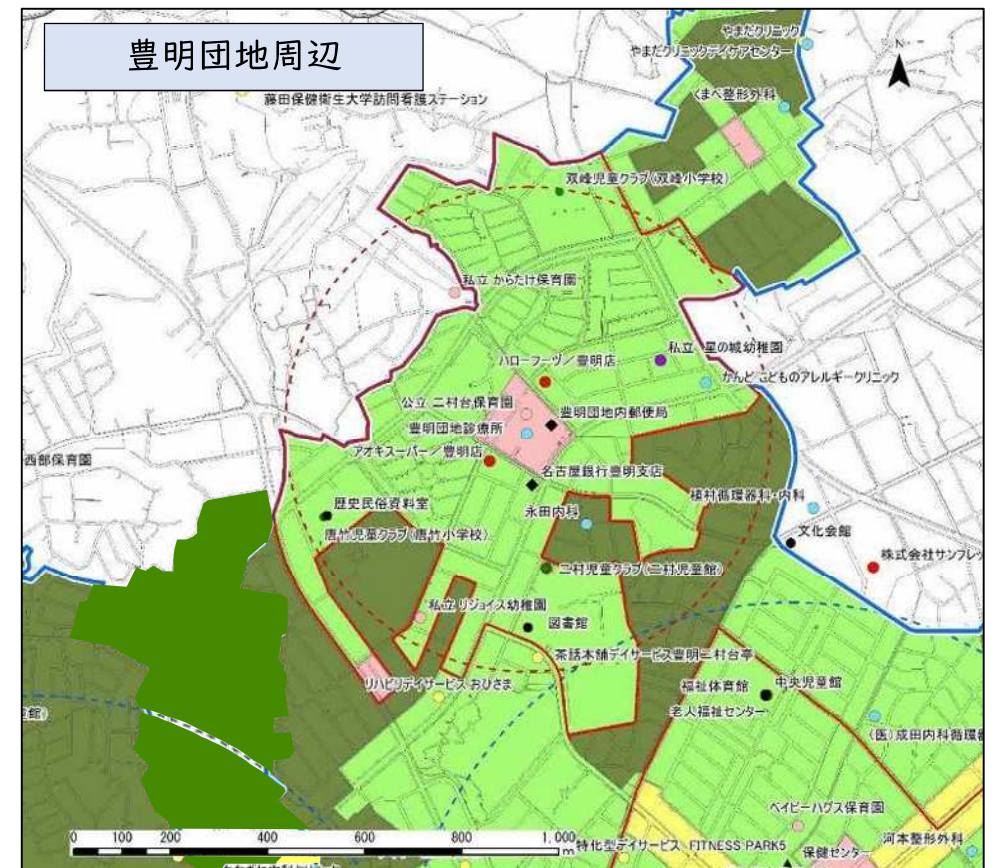 豊明団地周辺
やまだクリニック
やまだクリニックデイケアセンター
N
藤田保健衛生大学訪問看護ステーション
くまべ整形外科
双峰児童クラブ(双峰小学校)
私立 からたけ保育園
私立 星の城幼稚園
ハローフーヅ/豊明店
かんど こどものアレルギークリニック
公立 二村台保育園
豊明団地内郵便局
豊明団地診療所
アオキスーパー/豊明店
西部保育園
名古屋銀行豊明支店
植村循環器科・内科
歴史民俗資料室
永田内科
唐竹児童クラブ(唐竹小学校)
文化会館
株式会社サンフレッ
二村児童クラブ(二村児童館)
私立 リジョイス幼稚園
図書館
茶話本舗デイサービス豊明二村台亭
リハビリデイサービス おひさま
福祉体育館
中央児童館
老人福祉センター
館)
(医)成田内科循環器
ベイビーハグス保育園
0 100 200 400 600 800 1,000
m
特化型デイサービス FITNESS PARK5
河本整形外科
保健センター